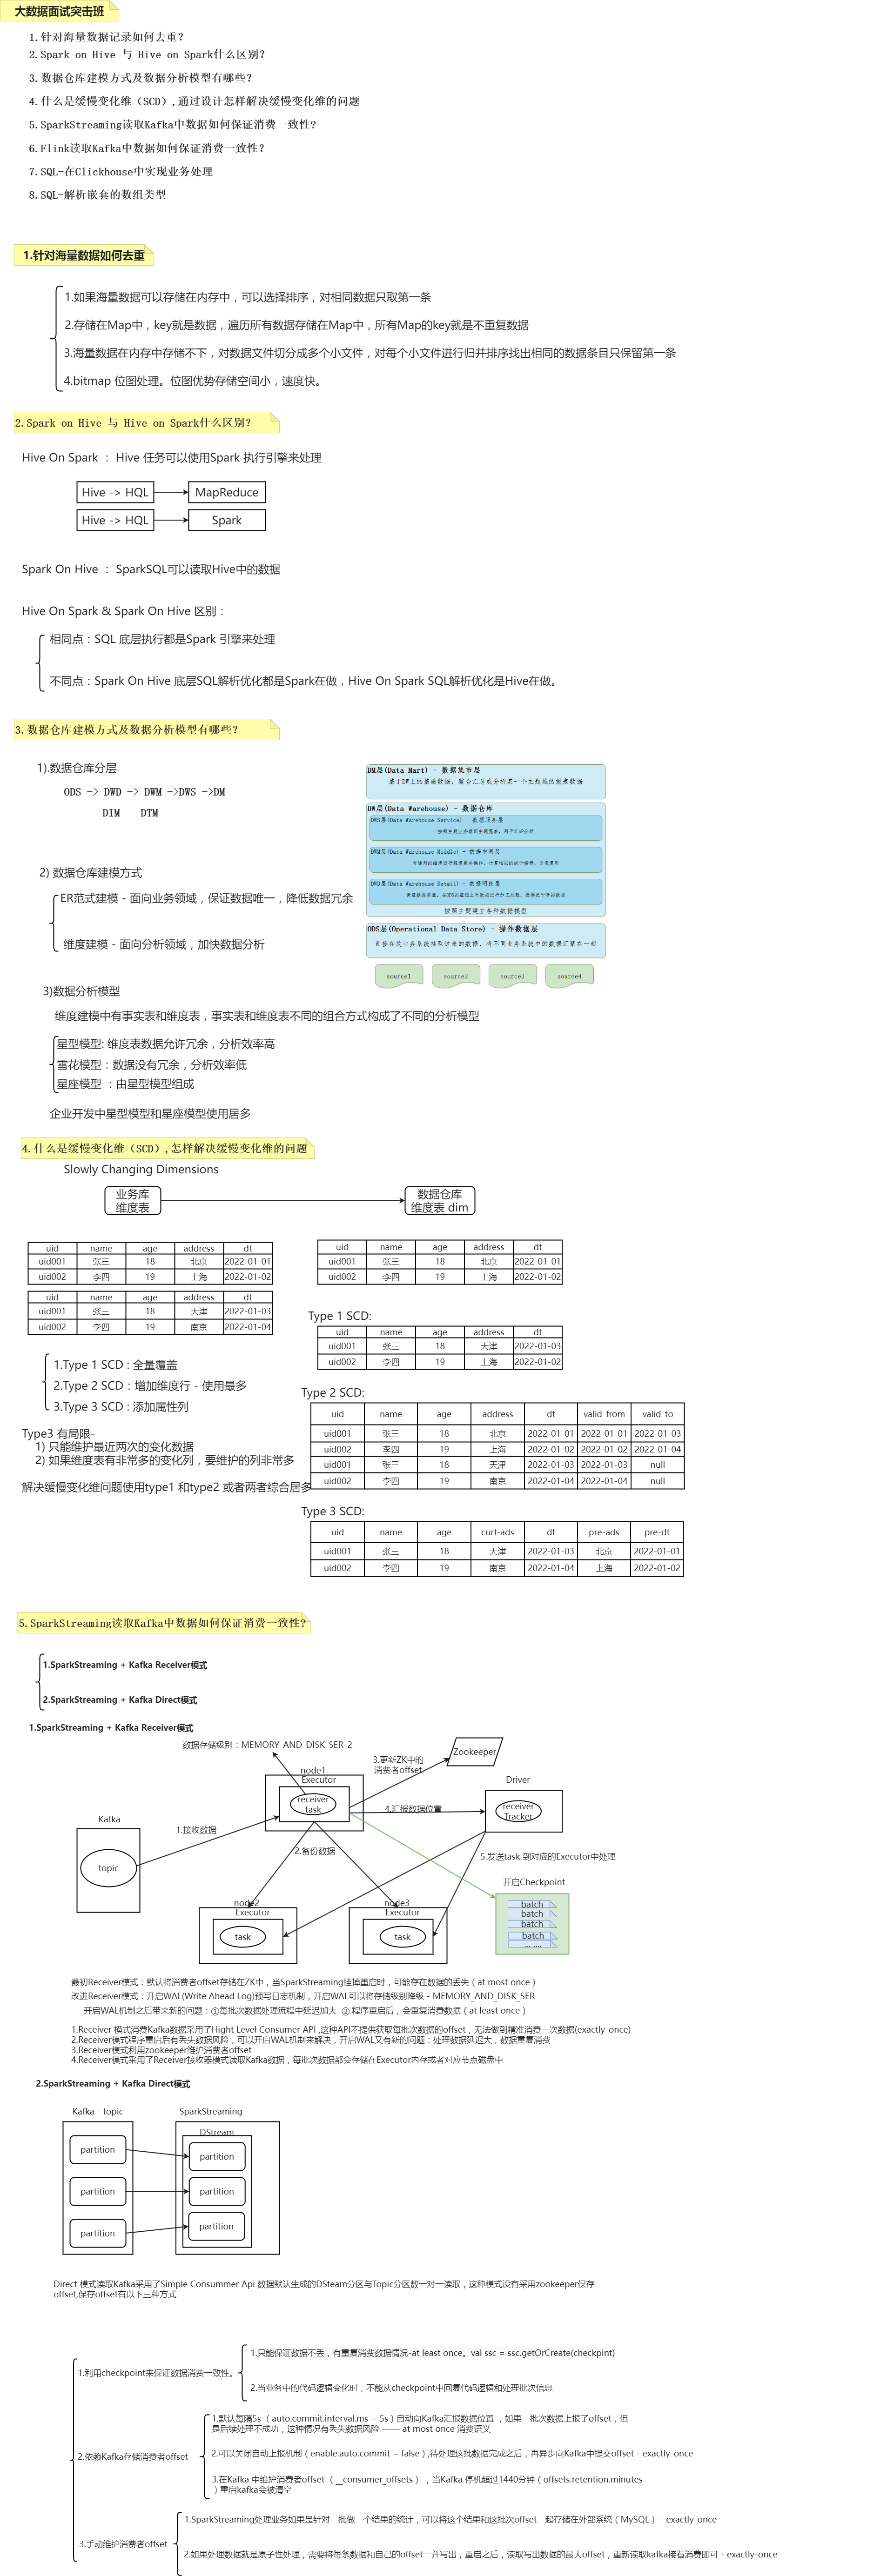 大数据面试突击班
1.针对海量数据记录如何去重?
2.Spark on Hive 与 Hive on Spark什么区别?
3.数据仓库建模方式及数据分析模型有哪些?
4.什么是缓慢变化维（SCD）,通过设计怎样解决缓慢变化维的问题
5.SparkStreaming读取Kafka中数据如何保证消费一致性?
6.Flink读取Kafka中数据如何保证消费一致性?
7.SQL-在Clickhouse中实现业务处理
8.SQL-解析嵌套的数组类型
1.针对海量数据如何去重
1.如果海量数据可以存储在内存中，可以选择排序，对相同数据只取第一条
2.存储在Map中，key就是数据，遍历所有数据存储在Map中，所有Map的key就是不重复数据
3.海量数据在内存中存储不下，对数据文件切分成多个小文件，对每个小文件进行归并排序找出相同的数据条目只保留第一条
4.bitmap 位图处理。位图优势存储空间小，速度快。
2.Spark on Hive 与 Hive on Spark什么区别?
Hive On Spark ： Hive 任务可以使用Spark 执行引擎来处理
Hive -> HQL
MapReduce
Hive -> HQL
Spark
Spark On Hive ： SparkSQL可以读取Hive中的数据
Hive On Spark & Spark On Hive 区别：
相同点：SQL 底层执行都是Spark 引擎来处理
不同点：Spark On Hive 底层SQL解析优化都是Spark在做，Hive On Spark SQL解析优化是Hive在做。
3.数据仓库建模方式及数据分析模型有哪些?
1).数据仓库分层
ODS -> DWD -> DWM ->DWS ->DM
DIM DTM
DM层(Data Mart) - 数据集市层
基于DW上的基础数据，整合汇总成分析某一个主题域的报表数据
DW层(Data Warehouse) - 数据仓库
DWS层(Data Warehouse Service) - 数据服务层
按照主题业务组织主题宽表，用于OLAP分析
DWM层(Data Warehouse Middle) - 数据中间层
对通用的维度进行轻度聚合操作，计算相应的统计指标，方便复用
DWD层(Data Warehouse Detail) - 数据明细层
保证数据质量，在ODS的基础上对数据进行加工处理，提供更干净的数据
按照主题建立各种数据模型
ODS层(Operational Data Store) - 操作数据层
直接存放业务系统抽取过来的数据，将不同业务系统中的数据汇聚在一起
source1
source2
source3
source4
2) 数据仓库建模方式
ER范式建模 - 面向业务领域，保证数据唯一，降低数据冗余
维度建模 - 面向分析领域，加快数据分析
3)数据分析模型
维度建模中有事实表和维度表，事实表和维度表不同的组合方式构成了不同的分析模型
星型模型: 维度表数据允许冗余，分析效率高
雪花模型：数据没有冗余，分析效率低
星座模型 ：由星型模型组成
企业开发中星型模型和星座模型使用居多
4.什么是缓慢变化维（SCD）,怎样解决缓慢变化维的问题
Slowly Changing Dimensions
业务库
维度表
数据仓库
维度表 dim
uid name age address dt
uid001 张三 18 北京 2022-01-01
uid002 李四 19 上海 2022-01-02
uid name age address dt
uid001 张三 18 天津 2022-01-03
uid002 李四 19 南京 2022-01-04
uid name age address dt
uid001 张三 18 北京 2022-01-01
uid002 李四 19 上海 2022-01-02
Type 1 SCD:
uid name age address dt
uid001 张三 18 天津 2022-01-03
uid002 李四 19 上海 2022-01-02
1.Type 1 SCD : 全量覆盖
2.Type 2 SCD：增加维度行 - 使用最多
3.Type 3 SCD : 添加属性列
Type3 有局限-
1) 只能维护最近两次的变化数据
2) 如果维度表有非常多的变化列，要维护的列非常多
解决缓慢变化维问题使用type1 和type2 或者两者综合居多
Type 2 SCD:
uid name age address dt valid from valid to
uid001 张三 18 北京 2022-01-01 2022-01-01 2022-01-03
uid002 李四 19 上海 2022-01-02 2022-01-02 2022-01-04
uid001 张三 18 天津 2022-01-03 2022-01-03 null
uid002 李四 19 南京 2022-01-04 2022-01-04 null
Type 3 SCD:
uid name age curt-ads dt pre-ads pre-dt
uid001 张三 18 天津 2022-01-03 北京 2022-01-01
uid002 李四 19 南京 2022-01-04 上海 2022-01-02
5.SparkStreaming读取Kafka中数据如何保证消费一致性?
1.SparkStreaming + Kafka Receiver模式
2.SparkStreaming + Kafka Direct模式
1.SparkStreaming + Kafka Receiver模式
数据存储级别：MEMORY_AND_DISK_SER_2
3.更新ZK中的
消费者offset
Zookeeper
node1
Executor
receiver
task
Driver
receiver
Tracker
4.汇报数据位置
Kafka
topic
1.接收数据
2.备份数据
5.发送task 到对应的Executor中处理
开启Checkpoint
batch
batch
batch
batch
... ...
node2
Executor
task
node3
Executor
task
最初Receiver模式：默认将消费者offset存储在ZK中，当SparkStreaming挂掉重启时，可能存在数据的丢失（at most once）
改进Receiver模式：开启WAL(Write Ahead Log)预写日志机制，开启WAL可以将存储级别降级 - MEMORY_AND_DISK_SER
开启WAL机制之后带来新的问题：①每批次数据处理流程中延迟加大 ②.程序重启后，会重复消费数据（at least once）
1.Receiver 模式消费Kafka数据采用了Hight Level Consumer API ,这种API不提供获取每批次数据的offset，无法做到精准消费一次数据(exactly-once)
2.Receiver模式程序重启后有丢失数据风险，可以开启WAL机制来解决，开启WAL又有新的问题：处理数据延迟大，数据重复消费
3.Receiver模式利用zookeeper维护消费者offset
4.Receiver模式采用了Receiver接收器模式读取Kafka数据，每批次数据都会存储在Executor内存或者对应节点磁盘中
2.SparkStreaming + Kafka Direct模式
Kafka - topic
SparkStreaming
DStream
partition
partition
partition
partition
partition
partition
Direct 模式读取Kafka采用了Simple Consummer Api 数据默认生成的DSteam分区与Topic分区数一对一读取，这种模式没有采用zookeeper保存
offset,保存offset有以下三种方式
1.利用checkpoint来保证数据消费一致性。
1.只能保证数据不丢，有重复消费数据情况-at least once。val ssc = ssc.getOrCreate(checkpint)
2.当业务中的代码逻辑变化时，不能从checkpoint中回复代码逻辑和处理批次信息
2.依赖Kafka存储消费者offset
1.默认每隔5s （auto.commit.interval.ms = 5s）自动向Kafka汇报数据位置 ，如果一批次数据上报了offset，但
是后续处理不成功，这种情况有丢失数据风险 —— at most once 消费语义
2.可以关闭自动上报机制（enable.auto.commit = false）,待处理这批数据完成之后，再异步向Kafka中提交offset - exactly-once
3.在Kafka 中维护消费者offset （__consumer_offsets），当Kafka 停机超过1440分钟（offsets.retention.minutes
）重启kafka会被清空
3.手动维护消费者offset
1.SparkStreaming处理业务如果是针对一批做一个结果的统计，可以将这个结果和这批次offset一起存储在外部系统（MySQL） - exactly-once
2.如果处理数据就是原子性处理，需要将每条数据和自己的offset一并写出，重启之后，读取写出数据的最大offset，重新读取kafka接着消费即可 - exactly-once